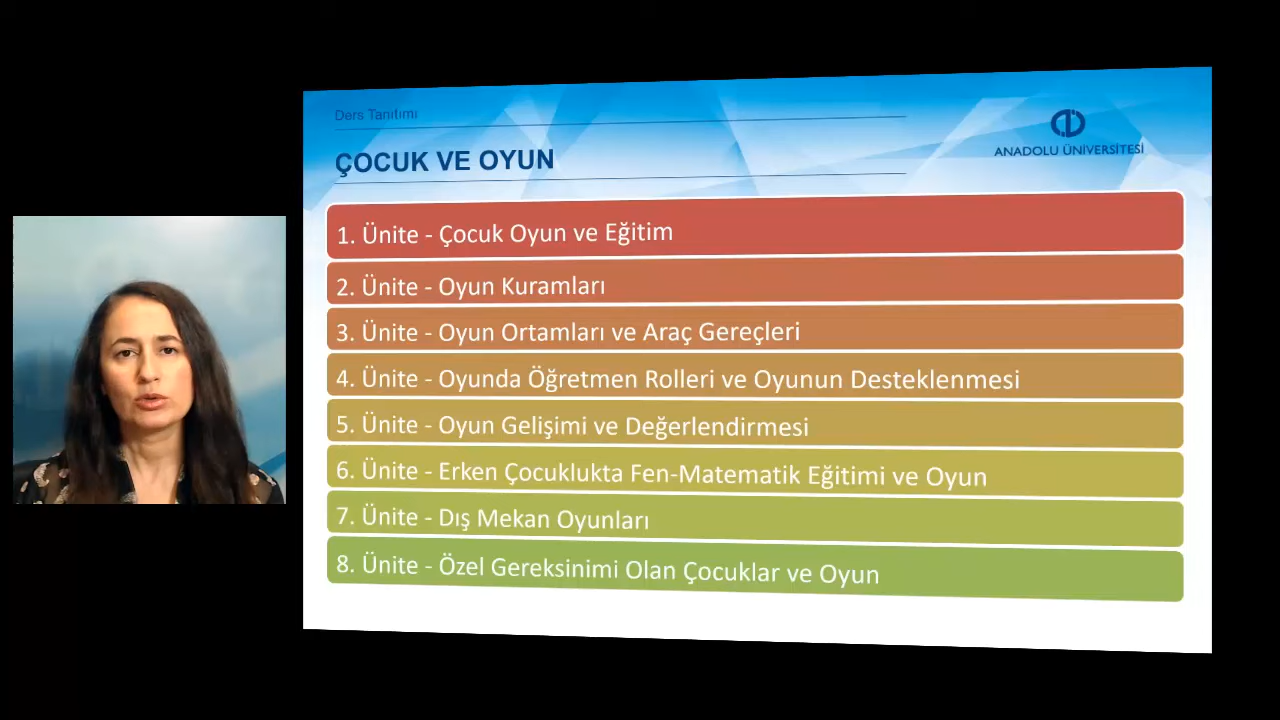 Ders Tanıtımı
ÇOCUK VE OYUN
ANADOLU ÜNİVERSİTESİ
1. Ünite - Çocuk Oyun ve Eğitim
2. Ünite - Oyun Kuramları
3. Ünite - Oyun Ortamları ve Araç Gereçleri
4. Ünite - Oyunda Öğretmen Rolleri ve Oyunun Desteklenmesi
5. Ünite - Oyun Gelişimi ve Değerlendirmesi
6. Ünite - Erken Çocuklukta Fen-Matematik Eğitimi ve Oyun
7. Ünite - Dış Mekan Oyunları
8. Ünite - Özel Gereksinimi Olan Çocuklar ve Oyun